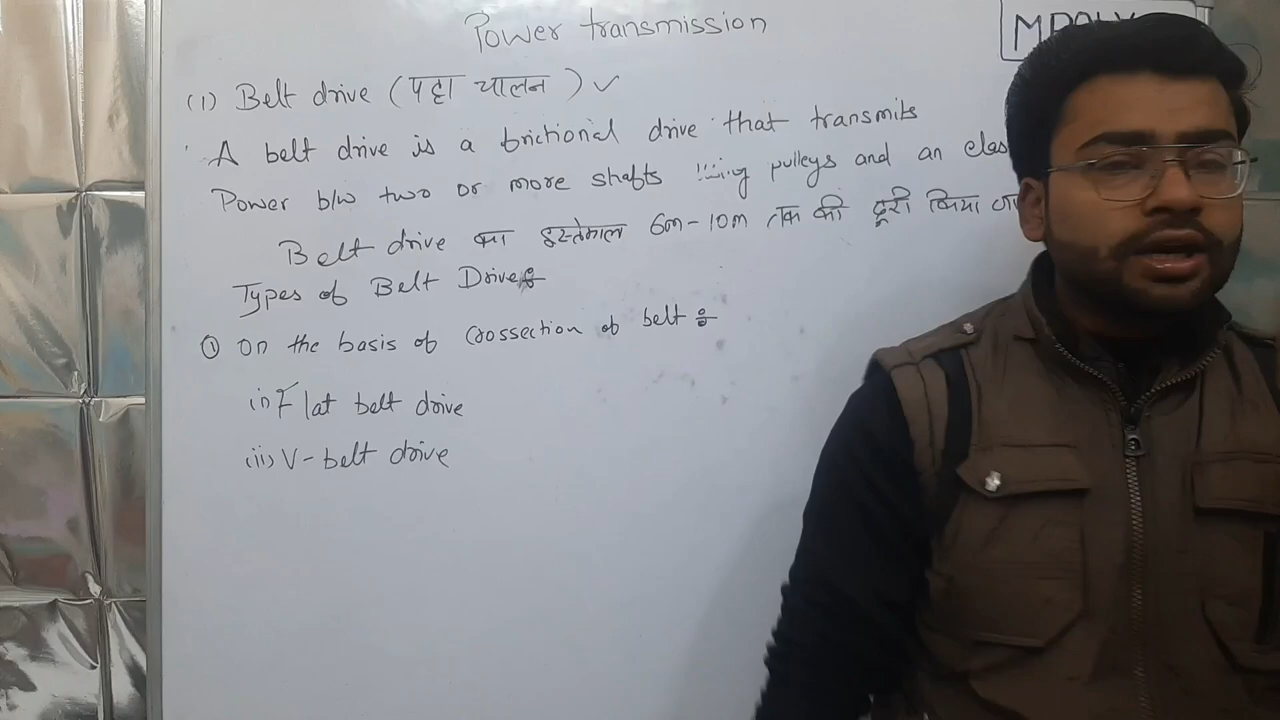 Power transmission
MPOLY
(1) Belt drive (पट्टा चालन) ✓
A belt drive is a frictional drive that transmits
Power b/w two or more shafts using pulleys and an elas
Belt drive का इस्तेमाल 6m-10m तक की दूरी किया जा
Types of Belt Drive:
① On the basis of crossection of belt :
(i) Flat belt drive
(ii) V-belt drive